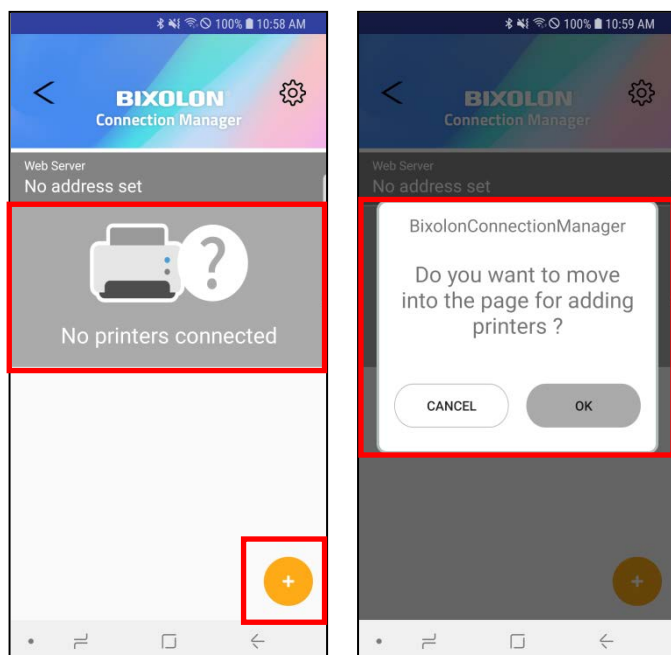 100% 10:58 AM
BIXOLON
Connection Manager
Web Server
No address set
?
No printers connected
+
100% 10:59 AM
BIXOLON
Connection Manager
Web Server
No address set
BixolonConnectionManager
Do you want to move
into the page for adding
printers ?
CANCEL OK
+